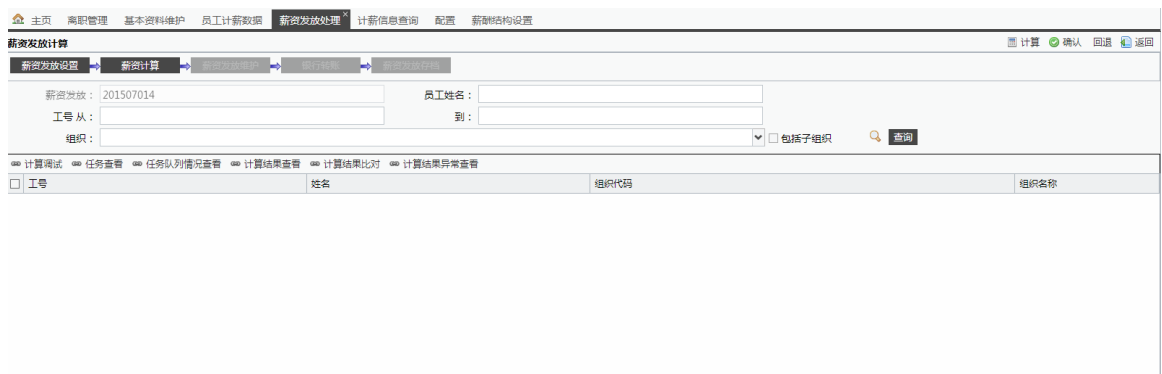 主页 离职管理 基本资料维护 员工计薪数据 薪资发放处理 × 计薪信息查询 配置 薪酬结构设置
薪资发放计算 计算 确认 回退 返回
薪资发放设置 薪资计算 薪资发放维护 银行转账 薪资发放存档
薪资发放： 201507014 员工姓名：
工号 从： 到：
组织： 包括子组织 查询
计算调试 任务查看 任务队列情况查看 计算结果查看 计算结果比对 计算结果异常查看
工号 姓名 组织代码 组织名称